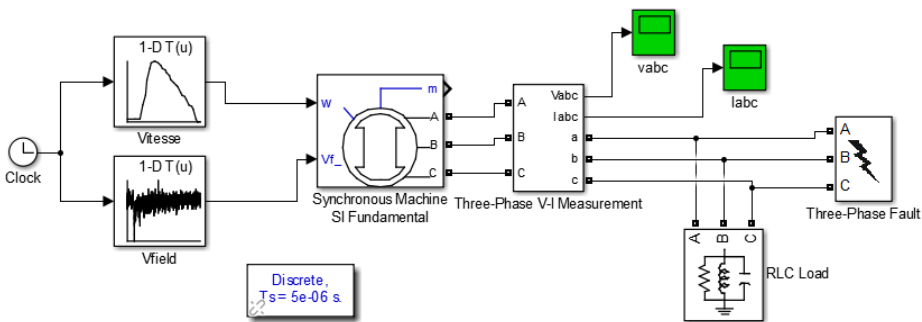 1-D T(u)
Vitesse
Clock
1-D T(u)
Vfield
w
Vf_
m
A
B
C
Synchronous Machine
SI Fundamental
A
B
C
Vabc
Iabc
a
b
c
Three-Phase V-I Measurement
vabc
Iabc
A
B
C
Three-Phase Fault
A
B
C
RLC Load
Discrete,
Ts = 5e-06 s.